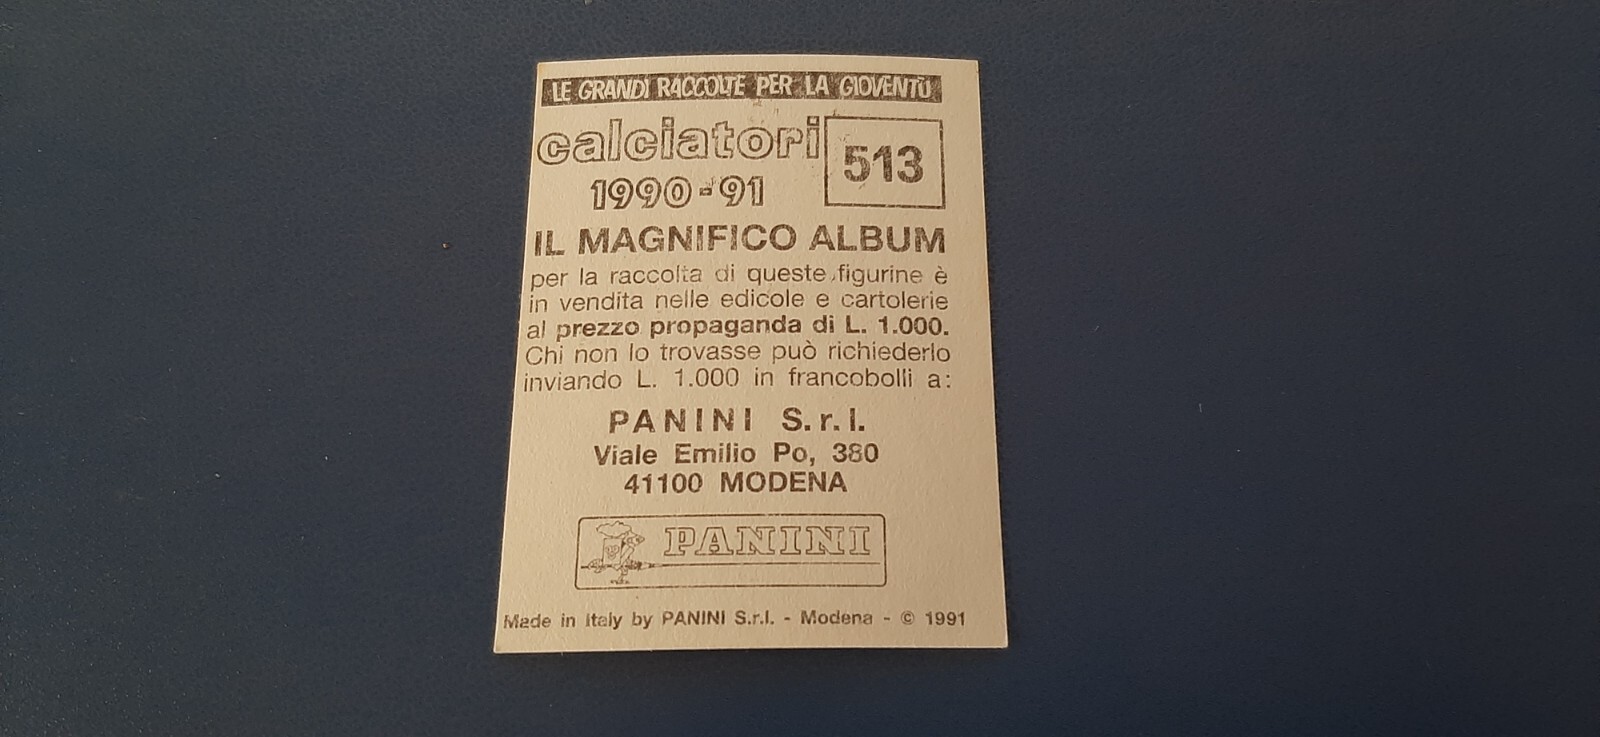 LE GRANDI RACCOLTE PER LA GIOVENTÙ
calciatori
1990-91
513
IL MAGNIFICO ALBUM
per la raccolta di queste figurine è
in vendita nelle edicole e cartolerie
al prezzo propaganda di L. 1.000.
Chi non lo trovasse può richiederlo
inviando L. 1.000 in francobolli a:
PANINI S.r.l.
Viale Emilio Po, 380
41100 MODENA
PANINI
Made in Italy by PANINI S.r.l. - Modena - © 1991